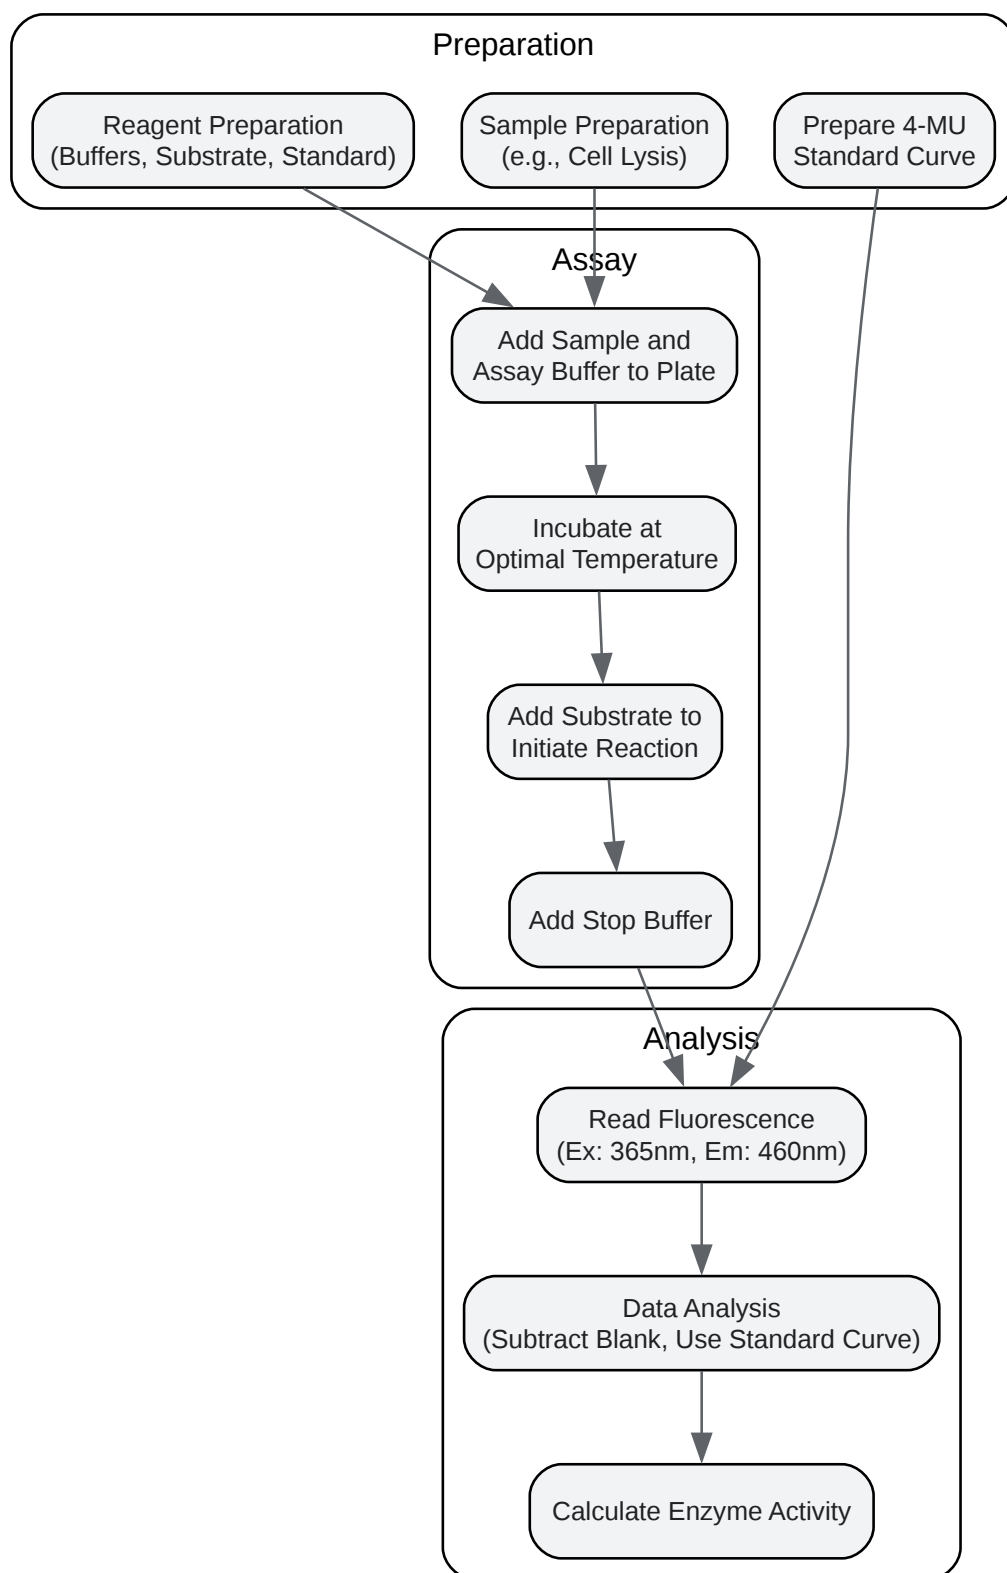 Preparation
Reagent Preparation
(Buffers, Substrate, Standard)
Sample Preparation
(e.g., Cell Lysis)
Prepare 4-MU
Standard Curve
Assay
Add Sample and
Assay Buffer to Plate
Incubate at
Optimal Temperature
Add Substrate to
Initiate Reaction
Add Stop Buffer
Analysis
Read Fluorescence
(Ex: 365nm, Em: 460nm)
Data Analysis
(Subtract Blank, Use Standard Curve)
Calculate Enzyme Activity